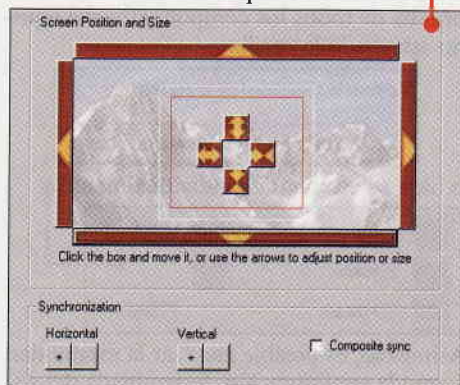 Screen Position and Size
Click the box and move it, or use the arrows to adjust position or size
Synchronization
Horizontal Vertical
+ +
Composite sync